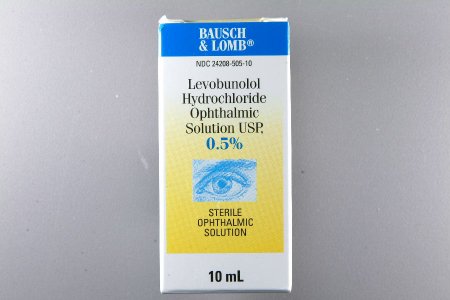 BAUSCH
& LOMB®
NDC 24208-505-10
Levobunolol
Hydrochloride
Ophthalmic
Solution USP,
0.5%
STERILE
OPHTHALMIC
SOLUTION
10 mL